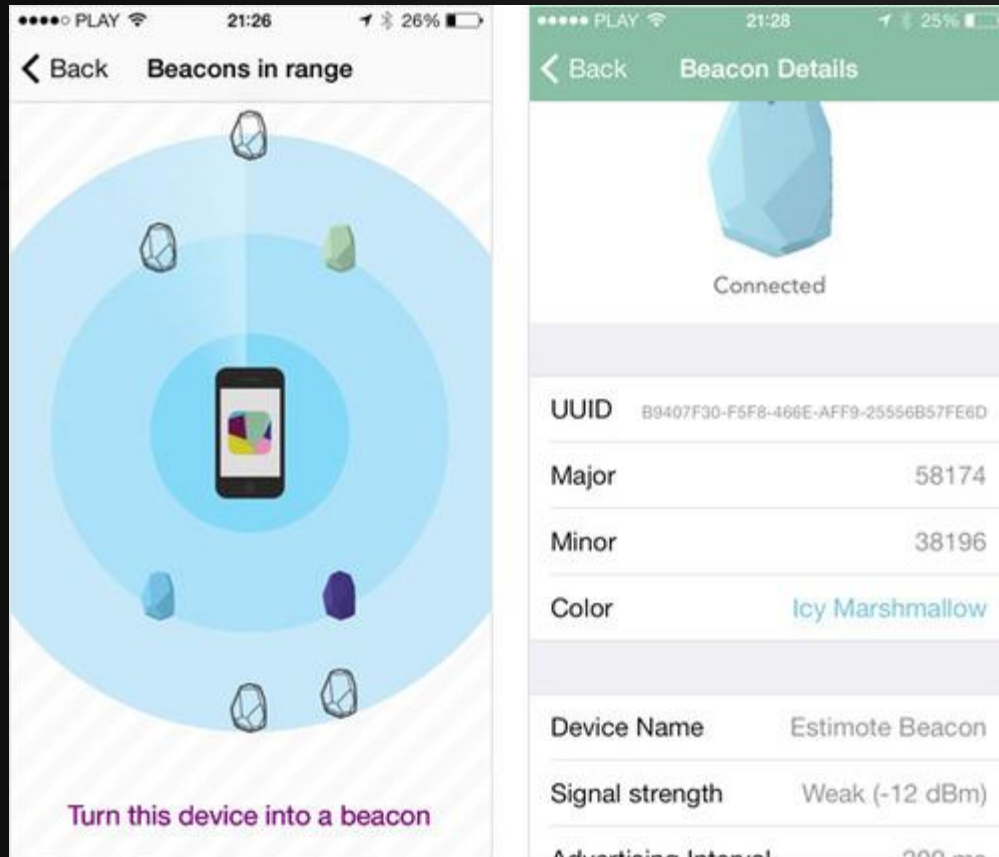 PLAY 21:26 26%
Back Beacons in range
Turn this device into a beacon
PLAY 21:28 25%
Back Beacon Details
Connected
UUID B9407F30-F5F8-466E-AFF9-25556B57FE6D
Major 58174
Minor 38196
Color Icy Marshmallow
Device Name Estimote Beacon
Signal strength Weak (-12 dBm)
Advertising Interval